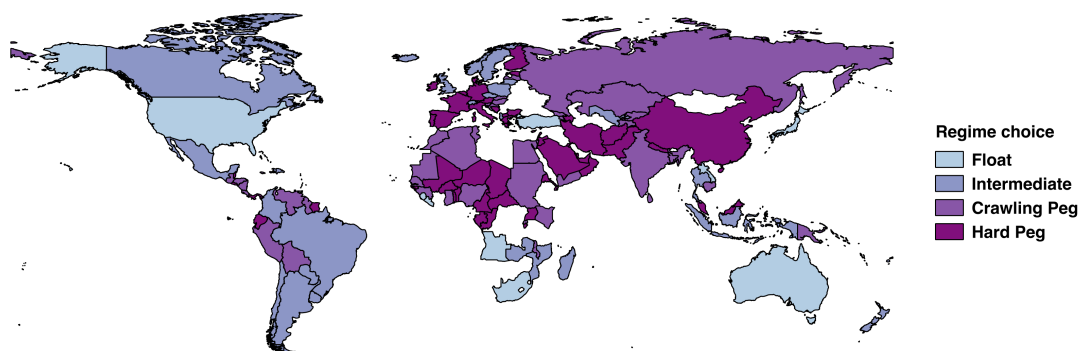 Regime choice
Float
Intermediate
Crawling Peg
Hard Peg